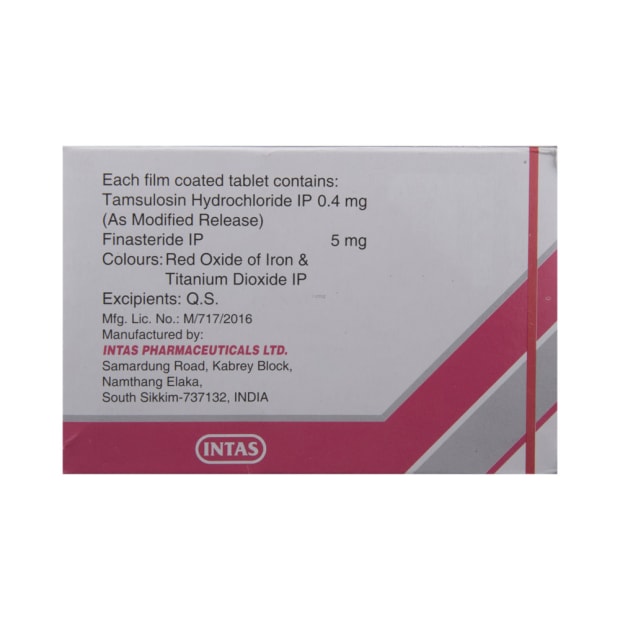 Each film coated tablet contains:
Tamsulosin Hydrochloride IP 0.4 mg
(As Modified Release)
Finasteride IP 5 mg
Colours: Red Oxide of Iron &
Titanium Dioxide IP
Excipients: Q.S.
Mfg. Lic. No.: M/717/2016
Manufactured by:
INTAS PHARMACEUTICALS LTD.
Samardung Road, Kabrey Block,
Namthang Elaka,
South Sikkim-737132, INDIA
INTAS